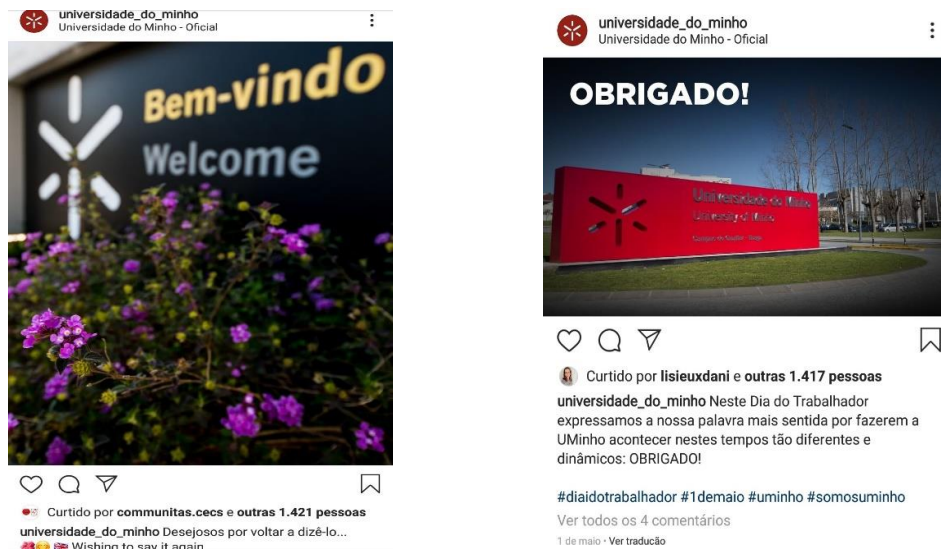 universidade_do_minho
Universidade do Minho - Oficial
Bem-vindo
Welcome
Curtido por communitas.cecs e outras 1.421 pessoas
universidade_do_minho Desejosos por voltar a dizê-lo...
Wishing to say it again
universidade_do_minho
Universidade do Minho - Oficial
OBRIGADO!
Universidade do Minho
University of Minho
Curtido por lisieuxdani e outras 1.417 pessoas
universidade_do_minho Neste Dia do Trabalhador
expressamos a nossa palavra mais sentida por fazerem a
UMinho acontecer nestes tempos tão diferentes e
dinâmicos: OBRIGADO!
#diaidotrabalhador #1demaio #uminho #somosuminho
Ver todos os 4 comentários
1 de maio · Ver tradução